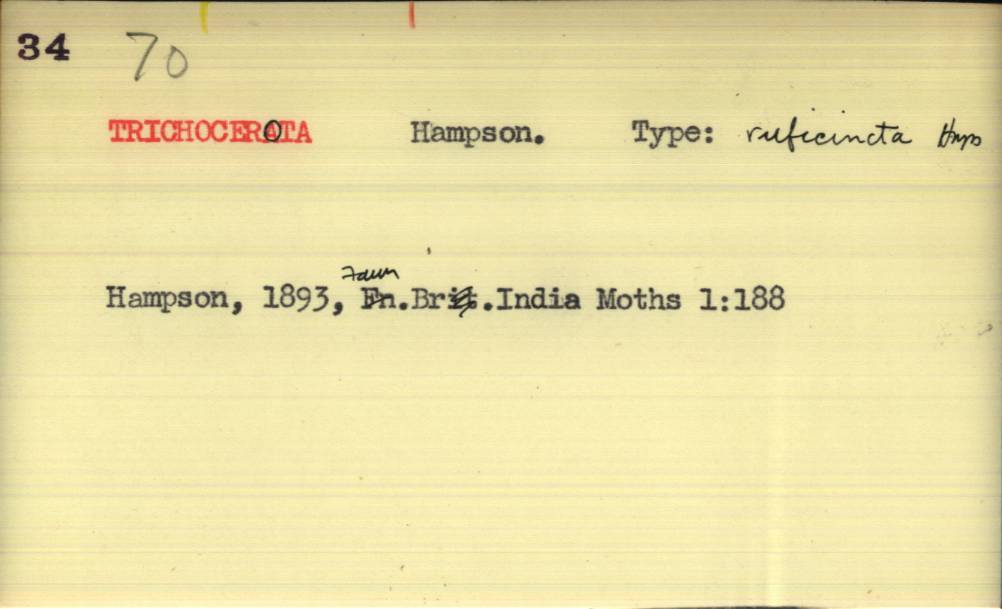 34 70
TRICHOCEROTA Hampson. Type: ruficincta Hmps
Faun
Hampson, 1893, Fn.Brit.India Moths 1:188